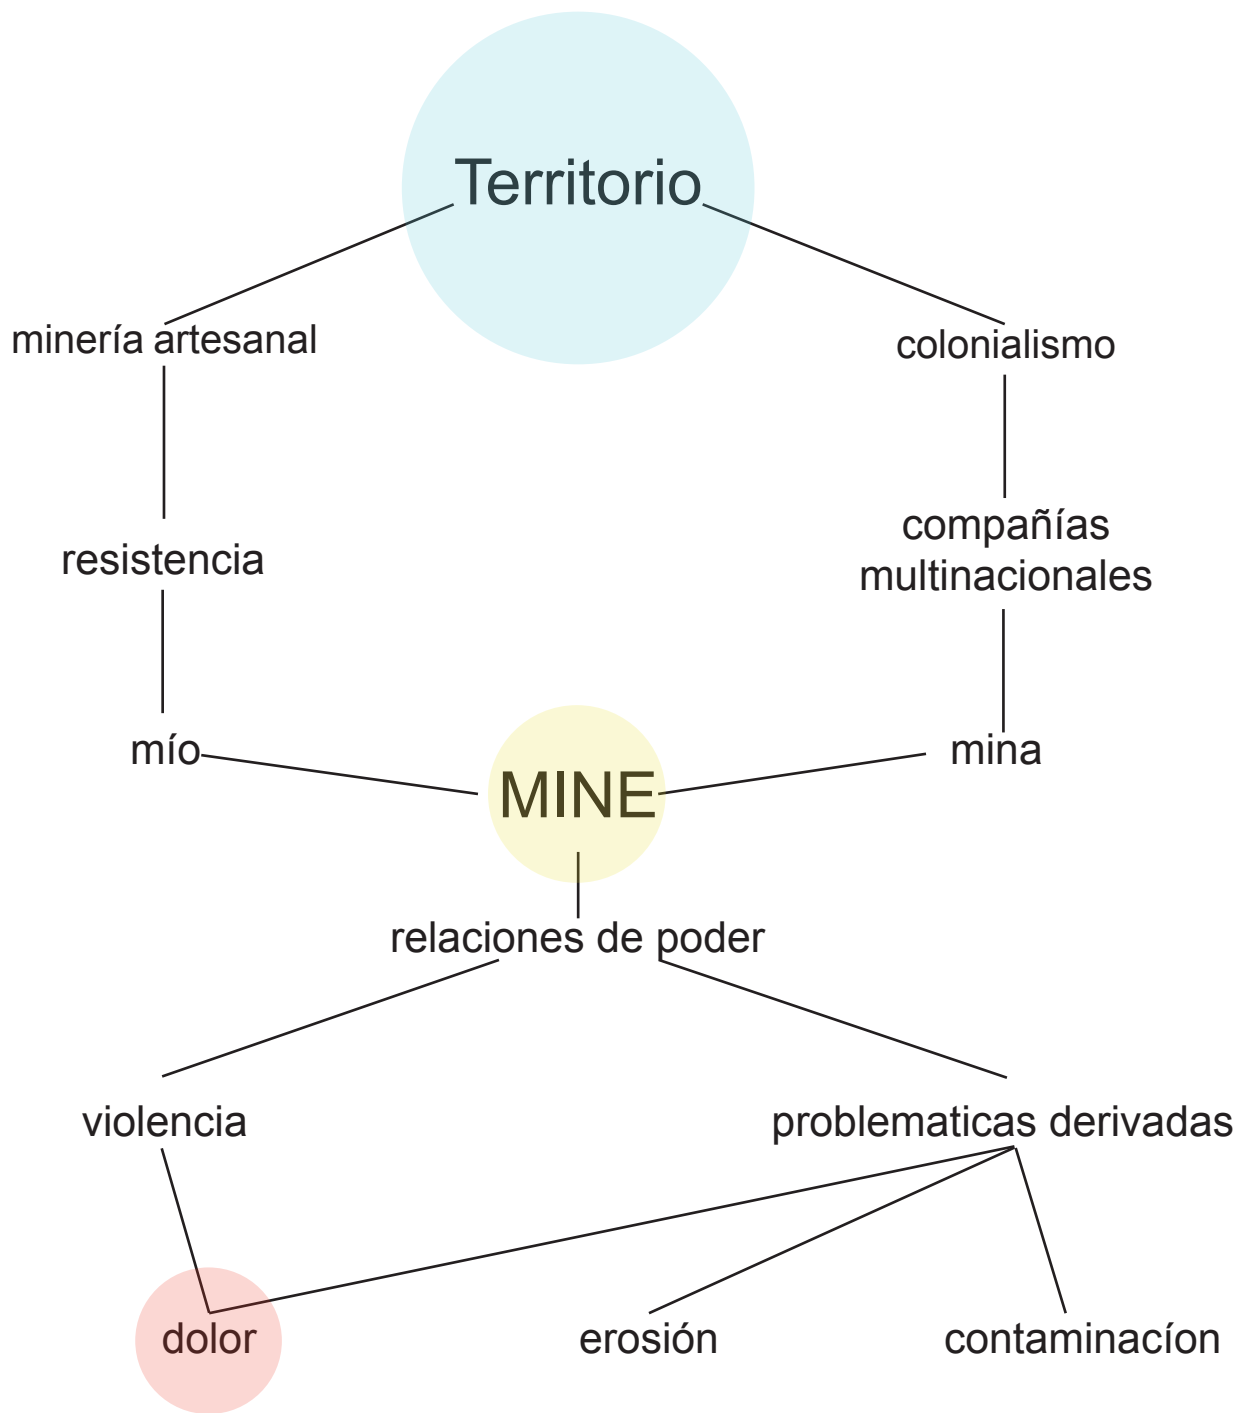 Territorio
minería artesanal
colonialismo
resistencia
compañías
multinacionales
mío
mina
MINE
relaciones de poder
violencia
problematicas derivadas
dolor
erosión
contaminacíon